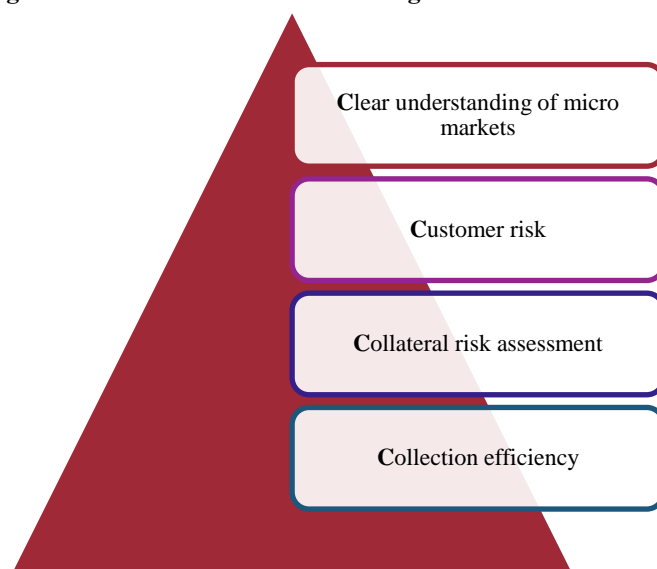 Clear understanding of micro
markets
Customer risk
Collateral risk assessment
Collection efficiency